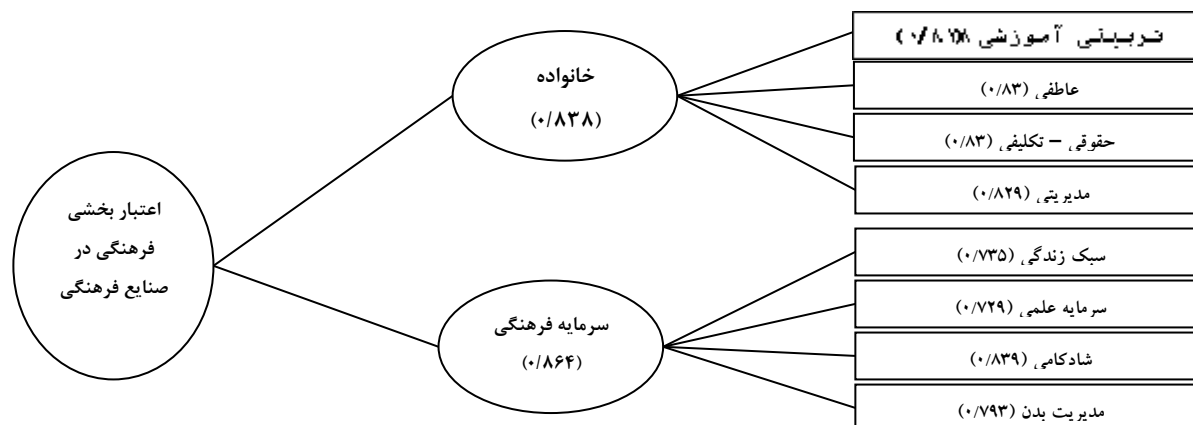 تربیتی آموزشی
خانواده
(۰/۸۳۸)
عاطفی (۰/۸۳)
حقوقی – تکلیفی (۰/۸۳)
مدیریتی (۰/۸۲۹)
اعتبار بخشی
فرهنگی در
صنایع فرهنگی
سبک زندگی (۰/۷۳۵)
سرمایه علمی (۰/۷۲۹)
سرمایه فرهنگی
(۰/۸۶۴)
شادکامی (۰/۸۳۹)
مدیریت بدن (۰/۷۹۳)